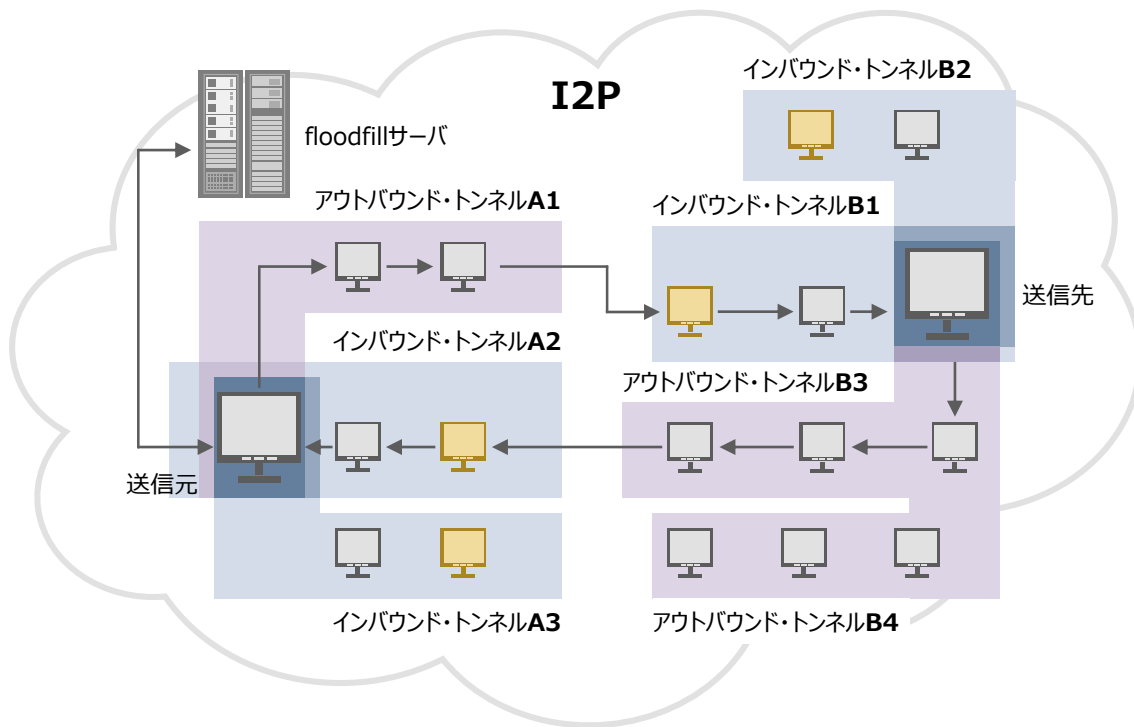 I2P
インバウンド・トンネルB2
floodfillサーバ
アウトバウンド・トンネルA1
インバウンド・トンネルB1
送信先
インバウンド・トンネルA2
アウトバウンド・トンネルB3
送信元
インバウンド・トンネルA3
アウトバウンド・トンネルB4